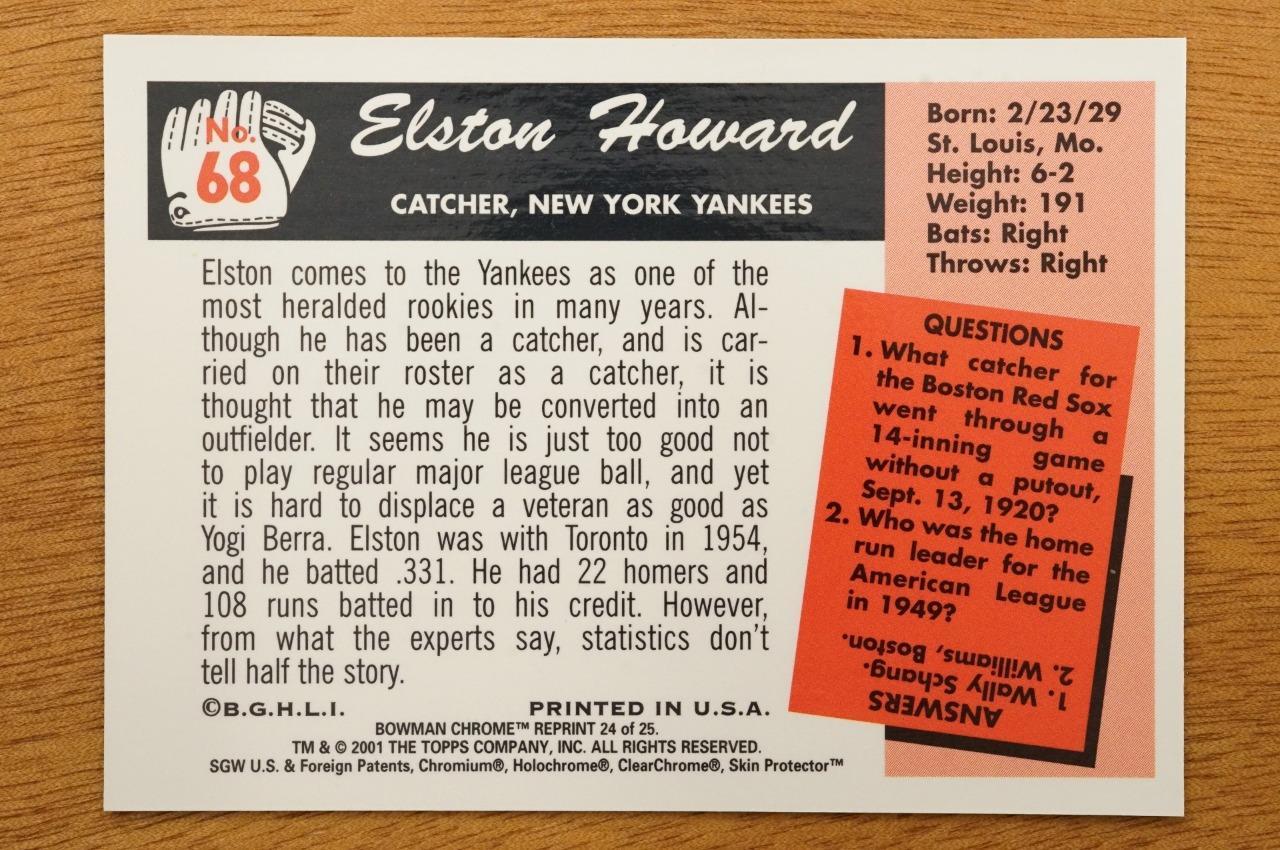 No.
68
Elston Howard
CATCHER, NEW YORK YANKEES
Born: 2/23/29
St. Louis, Mo.
Height: 6-2
Weight: 191
Bats: Right
Throws: Right
Elston comes to the Yankees as one of the
most heralded rookies in many years. Al-
though he has been a catcher, and is car-
ried on their roster as a catcher, it is
thought that he may be converted into an
outfielder. It seems he is just too good not
to play regular major league ball, and yet
it is hard to displace a veteran as good as
Yogi Berra. Elston was with Toronto in 1954,
and he batted .331. He had 22 homers and
108 runs batted in to his credit. However,
from what the experts say, statistics don't
tell half the story.
©B.G.H.L.I. PRINTED IN U.S.A.
BOWMAN CHROME™ REPRINT 24 of 25.
TM & © 2001 THE TOPPS COMPANY, INC. ALL RIGHTS RESERVED.
SGW U.S. & Foreign Patents, Chromium®, Holochrome®, ClearChrome®, Skin Protector™
QUESTIONS
1. What catcher for
the Boston Red Sox
went through a
14-inning game
without a putout,
Sept. 13, 1920?
2. Who was the home
run leader for the
American League
in 1949?
ANSWERS
1. Wally Schang.
2. Williams, Boston.